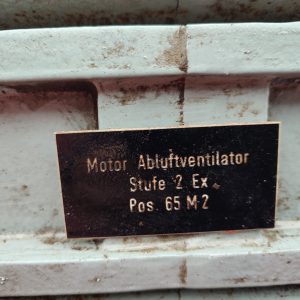 Motor Abluftventilator
Stufe 2 Ex
Pos. 65 M-2